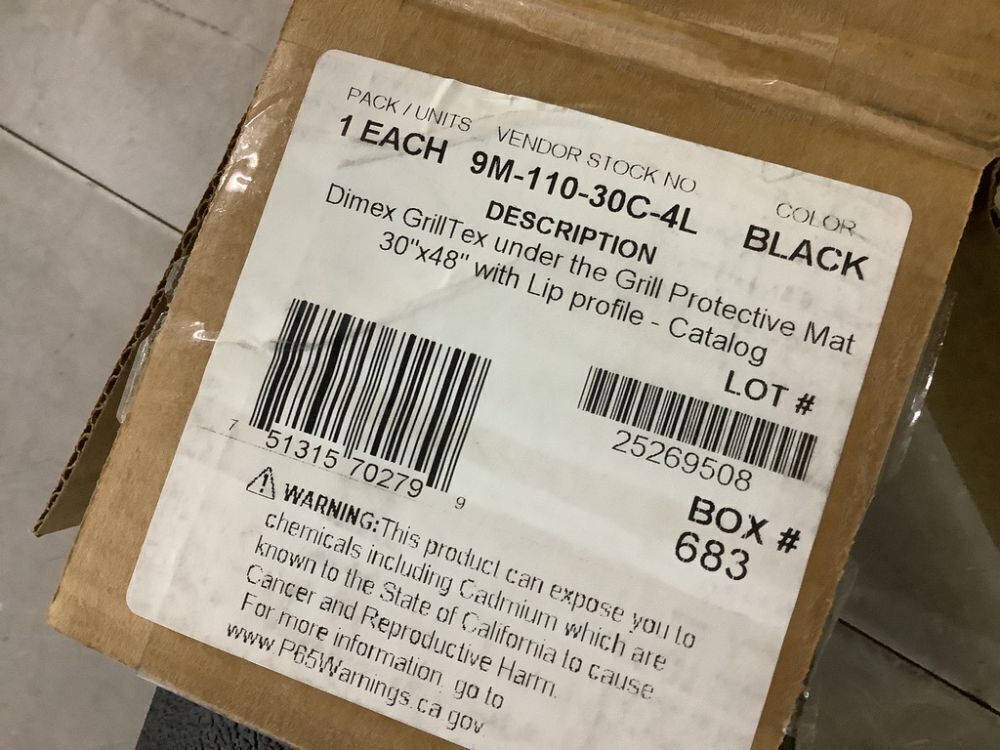 PACK / UNITS VENDOR STOCK NO COLOR
1 EACH 9M-110-30C-4L BLACK
DESCRIPTION
Dimex GrillTex under the Grill Protective Mat
30"x48" with Lip profile - Catalog
LOT #
25269508
7 51315 70279 9
BOX #
683
WARNING:This product can expose you to
chemicals including Cadmium which are
known to the State of California to cause
Cancer and Reproductive Harm.
For more information, go to
www.P65Warnings.ca.gov